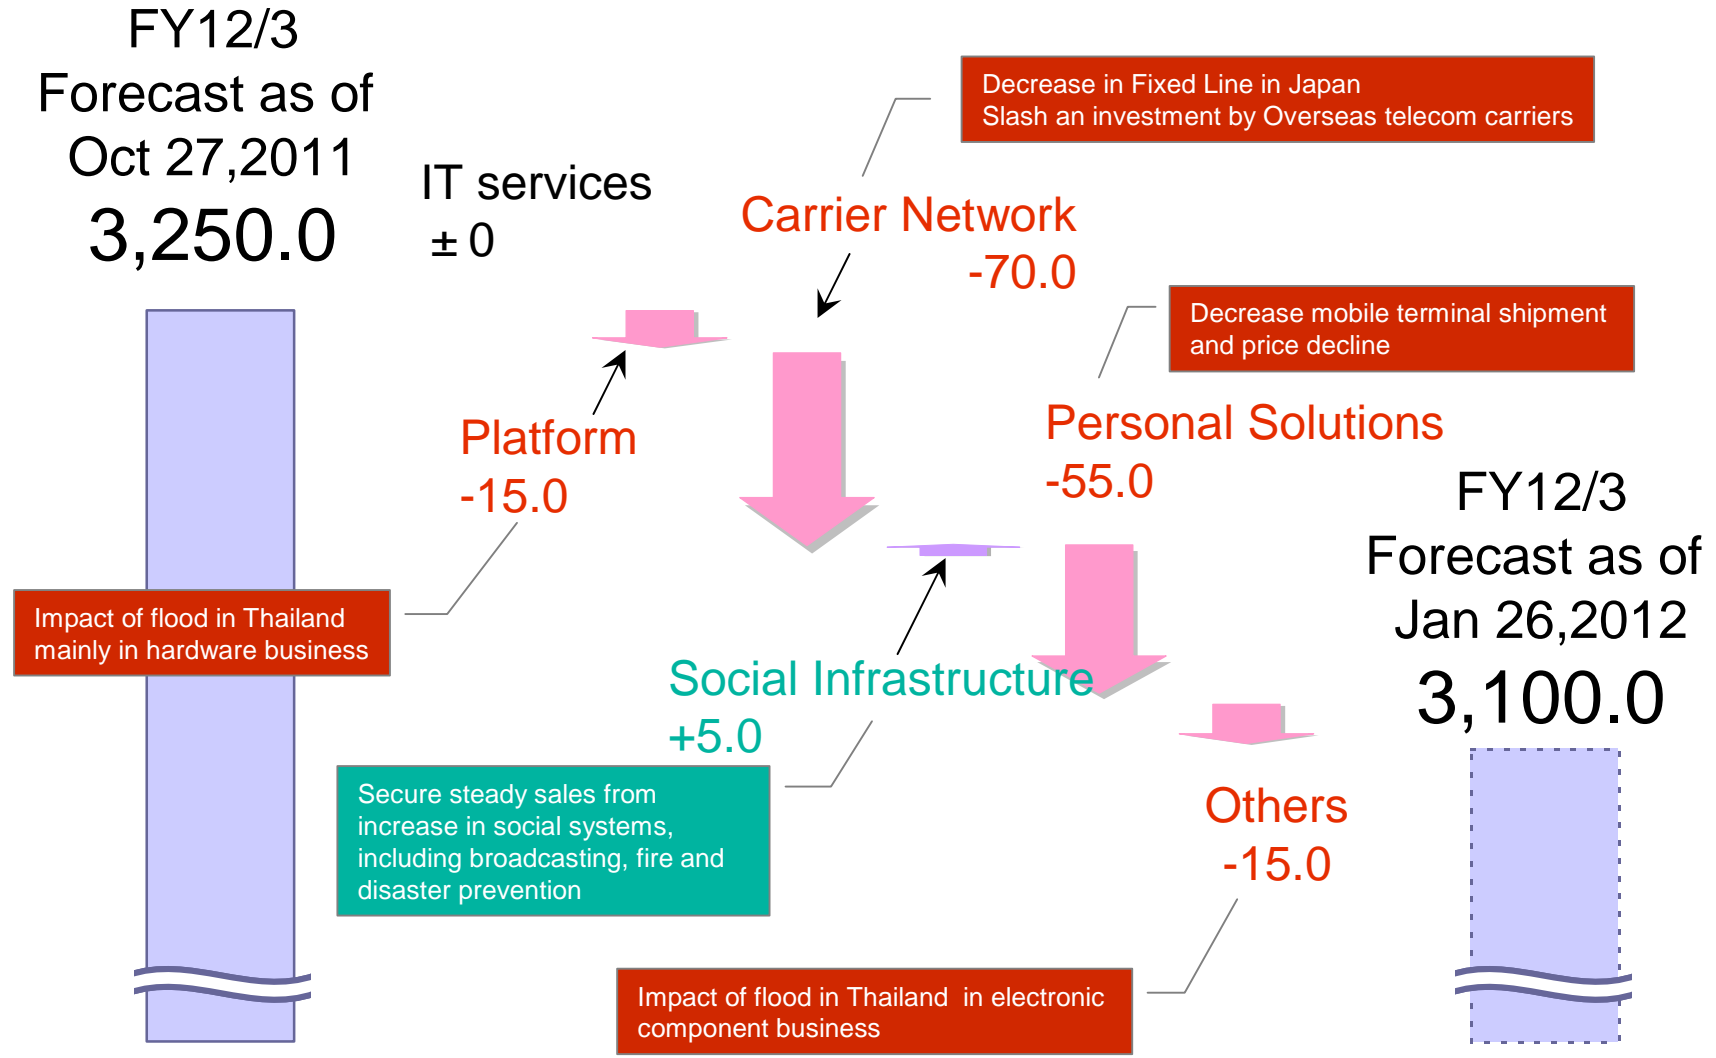 FY12/3
Forecast as of
Oct 27,2011
3,250.0
IT services
± 0
Decrease in Fixed Line in Japan
Slash an investment by Overseas telecom carriers
Carrier Network
-70.0
Decrease mobile terminal shipment
and price decline
Platform
-15.0
Personal Solutions
-55.0
FY12/3
Forecast as of
Jan 26,2012
3,100.0
Impact of flood in Thailand
mainly in hardware business
Social Infrastructure
+5.0
Secure steady sales from
increase in social systems,
including broadcasting, fire and
disaster prevention
Others
-15.0
Impact of flood in Thailand  in electronic
component business